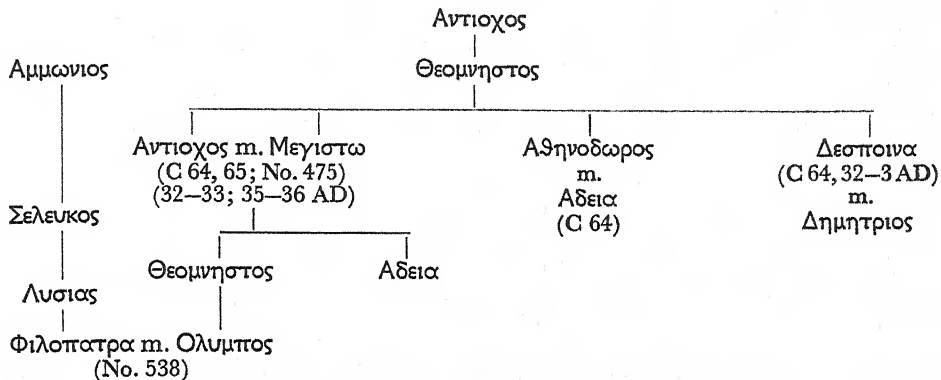 Αντιοχος
Αμμωνιος Θεομνηστος
Αντιοχος m. Μεγιστω Αθηνοδωρος Δεσποινα
(C 64, 65; No. 475) m. (C 64, 32–3 AD)
(32–33; 35–36 AD) Αδεια m.
Σελευκος (C 64) Δημητριος
Θεομνηστος Αδεια
Λυσιας
Φιλοπατρα m. Ολυμπος
(No. 538)